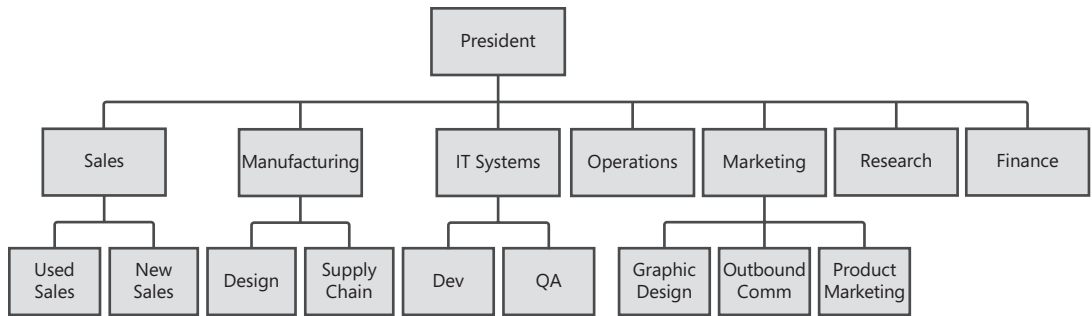 President
Sales
Manufacturing
IT Systems
Operations
Marketing
Research
Finance
Used
Sales
New
Sales
Design
Supply
Chain
Dev
QA
Graphic
Design
Outbound
Comm
Product
Marketing